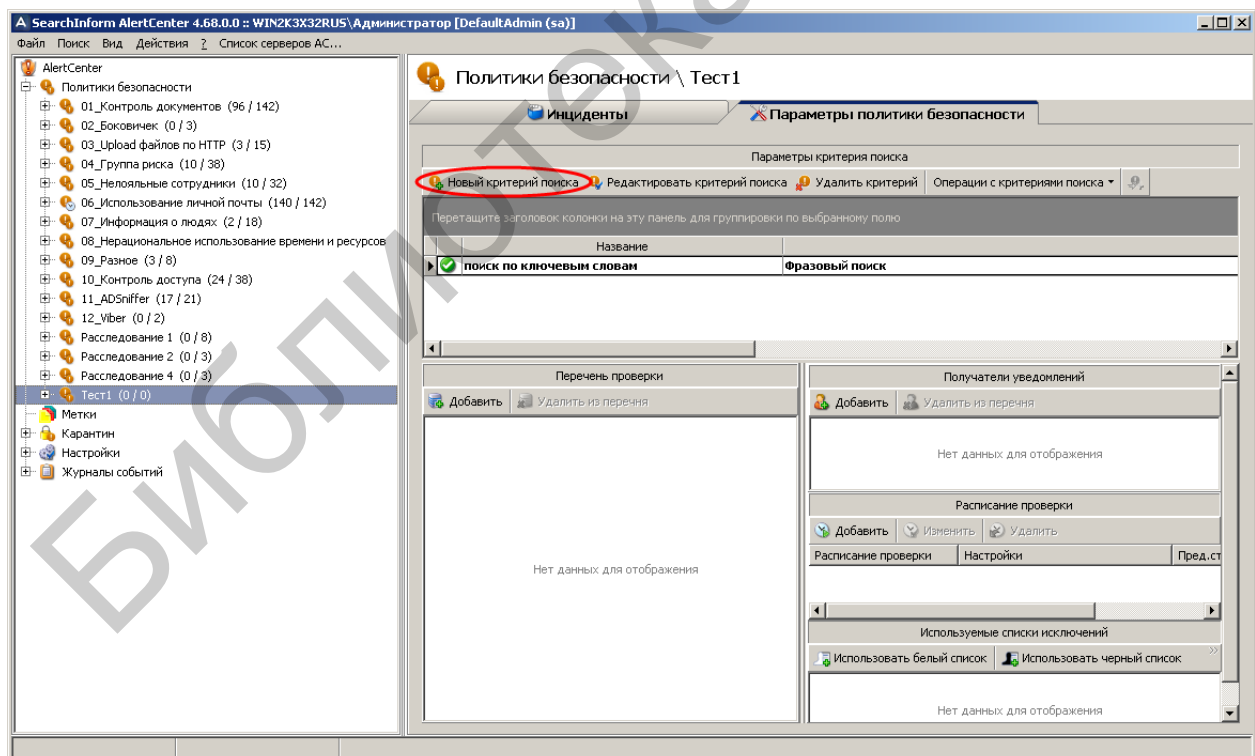 SearchInform AlertCenter 4.68.0.0 :: WIN2K3X32RUS\Администратор [DefaultAdmin (sa)]
Файл Поиск Вид Действия ? Список серверов АС...
AlertCenter
Политики безопасности
01_Контроль документов (96 / 142)
02_Боковичек (0 / 3)
03_Upload файлов по HTTP (3 / 15)
04_Группа риска (10 / 38)
05_Нелояльные сотрудники (10 / 32)
06_Использование личной почты (140 / 142)
07_Информация о людях (2 / 18)
08_Нерациональное использование времени и ресурсов
09_Разное (3 / 8)
10_Контроль доступа (24 / 38)
11_ADSniffer (17 / 21)
12_Viber (0 / 2)
Расследование 1 (0 / 8)
Расследование 2 (0 / 3)
Расследование 4 (0 / 3)
Тест1 (0 / 0)
Метки
Карантин
Настройки
Журналы событий
Политики безопасности \ Тест1
Инциденты
Параметры политики безопасности
Параметры критерия поиска
Новый критерий поиска Редактировать критерий поиска Удалить критерий Операции с критериями поиска
Перетащите заголовок колонки на эту панель для группировки по выбранному полю
Название
поиск по ключевым словам Фразовый поиск
Перечень проверки
Добавить Удалить из перечня
Нет данных для отображения
Получатели уведомлений
Добавить Удалить из перечня
Нет данных для отображения
Расписание проверки
Добавить Изменить Удалить
Расписание проверки Настройки Пред.ст
Используемые списки исключений
Использовать белый список Использовать черный список
Нет данных для отображения
Библиотека